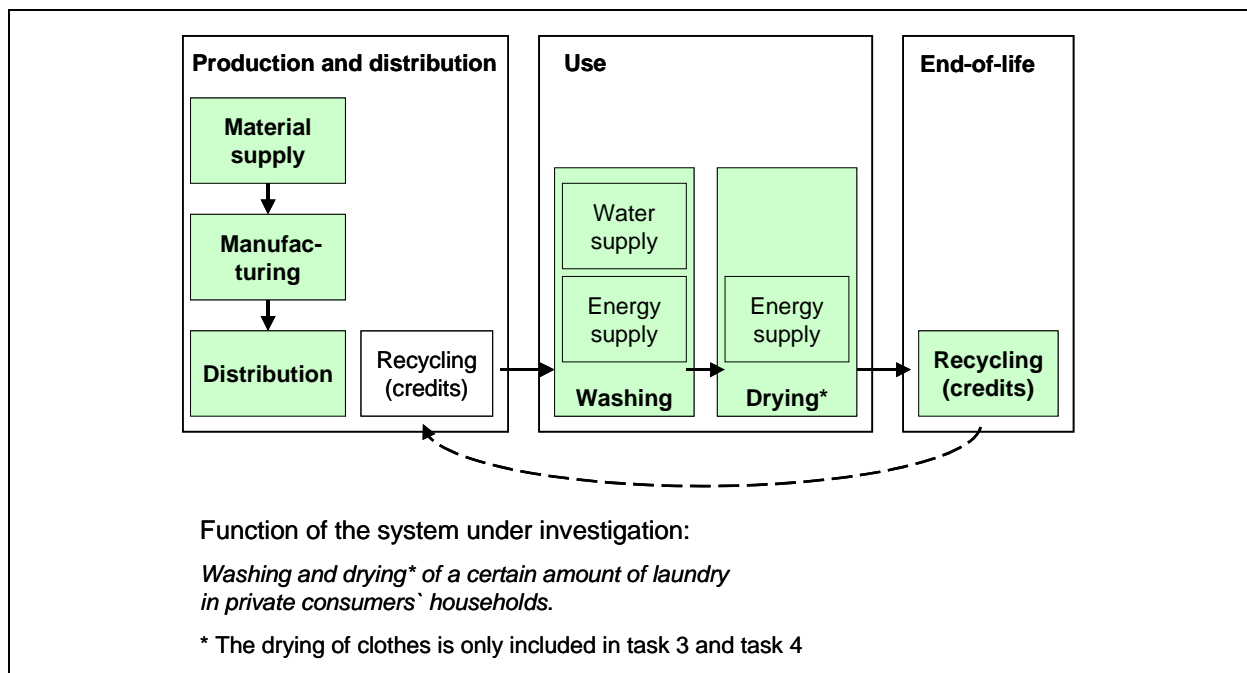 Production and distribution
Material
supply
Manufac-
turing
Distribution
Recycling
(credits)
Use
Water
supply
Energy
supply
Washing
Energy
supply
Drying*
End-of-life
Recycling
(credits)
Function of the system under investigation:
Washing and drying* of a certain amount of laundry
in private consumers` households.
* The drying of clothes is only included in task 3 and task 4